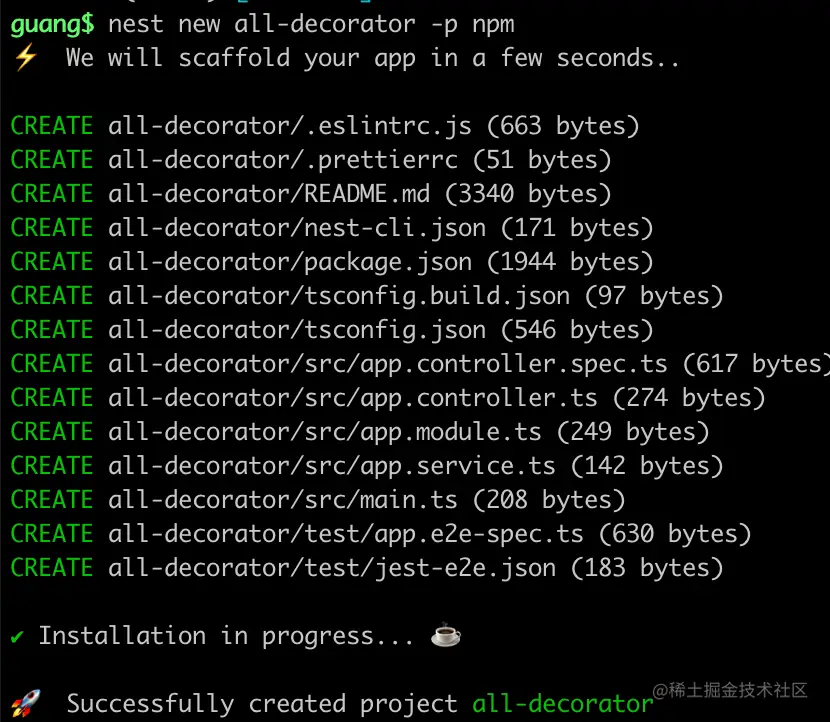 guang$ nest new all-decorator -p npm
⚡ We will scaffold your app in a few seconds..
CREATE all-decorator/.eslintrc.js (663 bytes)
CREATE all-decorator/.prettierrc (51 bytes)
CREATE all-decorator/README.md (3340 bytes)
CREATE all-decorator/nest-cli.json (171 bytes)
CREATE all-decorator/package.json (1944 bytes)
CREATE all-decorator/tsconfig.build.json (97 bytes)
CREATE all-decorator/tsconfig.json (546 bytes)
CREATE all-decorator/src/app.controller.spec.ts (617 bytes)
CREATE all-decorator/src/app.controller.ts (274 bytes)
CREATE all-decorator/src/app.module.ts (249 bytes)
CREATE all-decorator/src/app.service.ts (142 bytes)
CREATE all-decorator/src/main.ts (208 bytes)
CREATE all-decorator/test/app.e2e-spec.ts (630 bytes)
CREATE all-decorator/test/jest-e2e.json (183 bytes)
✔ Installation in progress... ☕
🚀 Successfully created project all-decorator
@稀土掘金技术社区